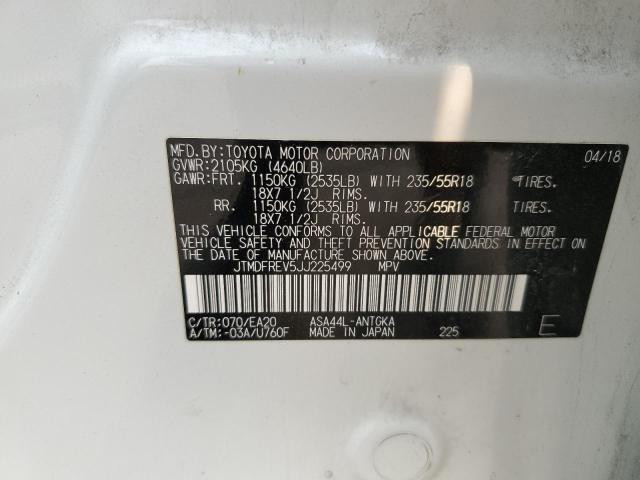 MFD. BY:TOYOTA MOTOR CORPORATION 04/18
GVWR:2105KG (4640LB)
GAWR:FRT. 1150KG (2535LB) WITH 235/55R18 TIRES.
18X7 1/2J RIMS.
RR. 1150KG (2535LB) WITH 235/55R18 TIRES.
18X7 1/2J RIMS.
THIS VEHICLE CONFORMS TO ALL APPLICABLE FEDERAL MOTOR
VEHICLE SAFETY AND THEFT PREVENTION STANDARDS IN EFFECT
ON THE DATE OF MANUFACTURE SHOWN ABOVE.
JTMDFREV5JJ225499 MPV
C/TR:070/EA20 ASA44L-ANTGKA
A/TM:-03A/U760F MADE IN JAPAN 225 E